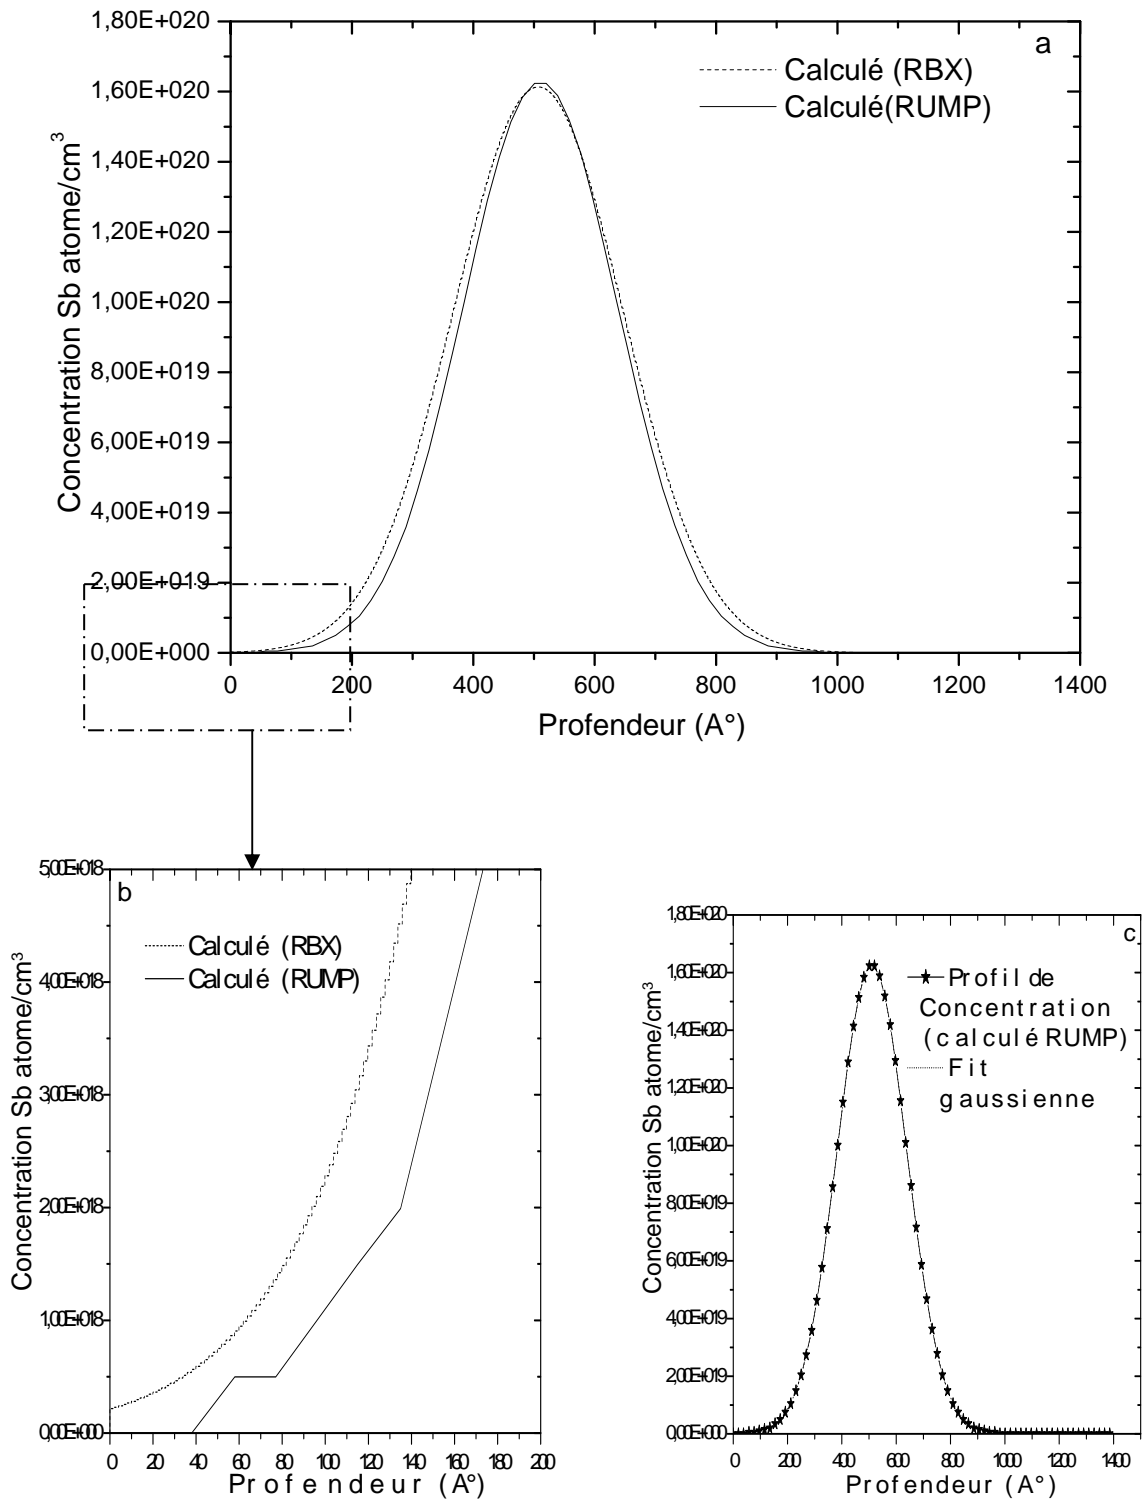 a
1,80E+020
1,60E+020
1,40E+020
1,20E+020
1,00E+020
8,00E+019
6,00E+019
4,00E+019
2,00E+019
0,00E+000
Concentration Sb atome/cm³
Calculé (RBX)
Calculé(RUMP)
0 200 400 600 800 1000 1200 1400
Profendeur (A°)
b
5,00E+018
4,00E+018
3,00E+018
2,00E+018
1,00E+018
0,00E+000
Concentration Sb atome/cm³
Calculé (RBX)
Calculé (RUMP)
0 20 40 60 80 100 120 140 160 180 200
Profendeur (A°)
c
1,80E+020
1,60E+020
1,40E+020
1,20E+020
1,00E+020
8,00E+019
6,00E+019
4,00E+019
2,00E+019
0,00E+000
Concentration Sb atome/cm³
Profil de
Concentration
(calculé RUMP)
Fit
gaussienne
0 200 400 600 800 1000 1200 1400
Profendeur (A°)